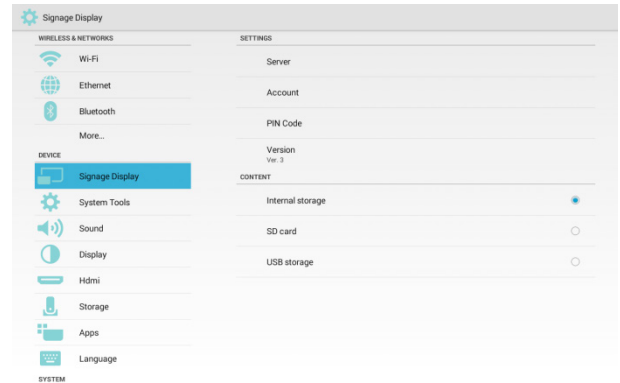 Signage Display
WIRELESS & NETWORKS
Wi-Fi
Ethernet
Bluetooth
More...
DEVICE
Signage Display
System Tools
Sound
Display
Hdmi
Storage
Apps
Language
SYSTEM
SETTINGS
Server
Account
PIN Code
Version
Ver. 3
CONTENT
Internal storage
SD card
USB storage